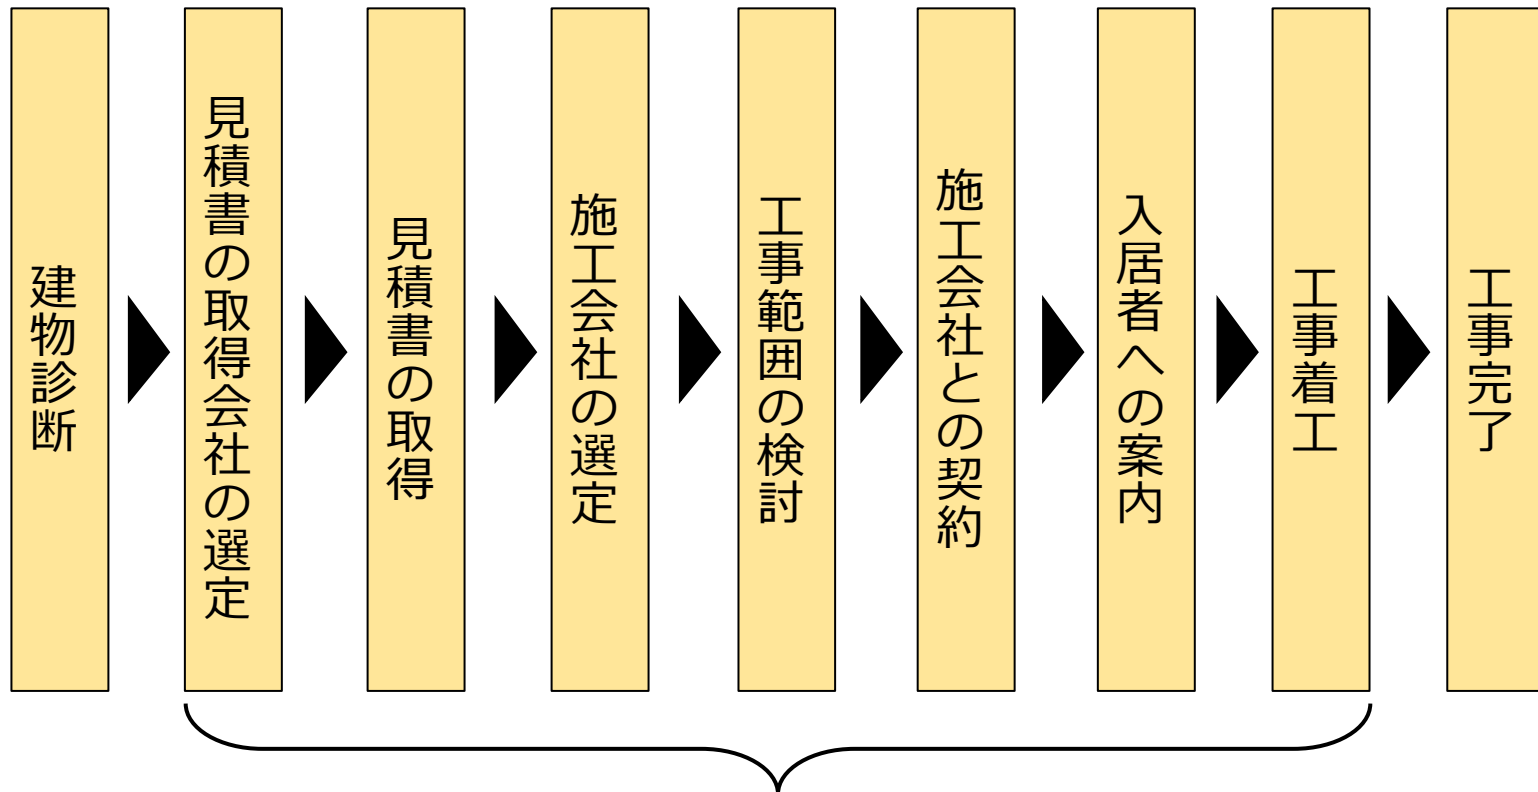 建物診断
見積書の取得会社の選定
見積書の取得
施工会社の選定
工事範囲の検討
施工会社との契約
入居者への案内
工事着工
工事完了